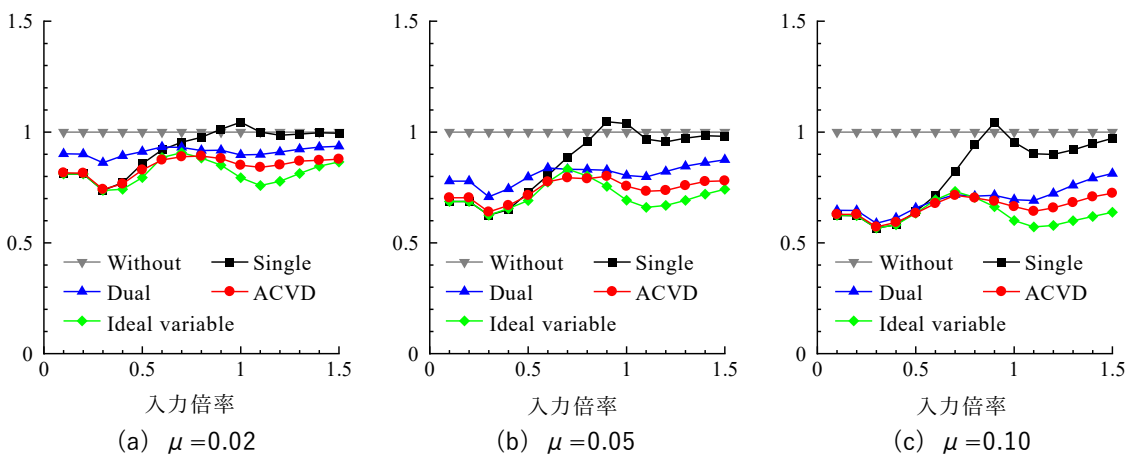 1.5
1
0.5
0
0
0.5
1
1.5
Without
Single
Dual
ACVD
Ideal variable
入力倍率
(a) μ=0.02
1.5
1
0.5
0
0
0.5
1
1.5
Without
Single
Dual
ACVD
Ideal variable
入力倍率
(b) μ=0.05
1.5
1
0.5
0
0
0.5
1
1.5
Without
Single
Dual
ACVD
Ideal variable
入力倍率
(c) μ=0.10